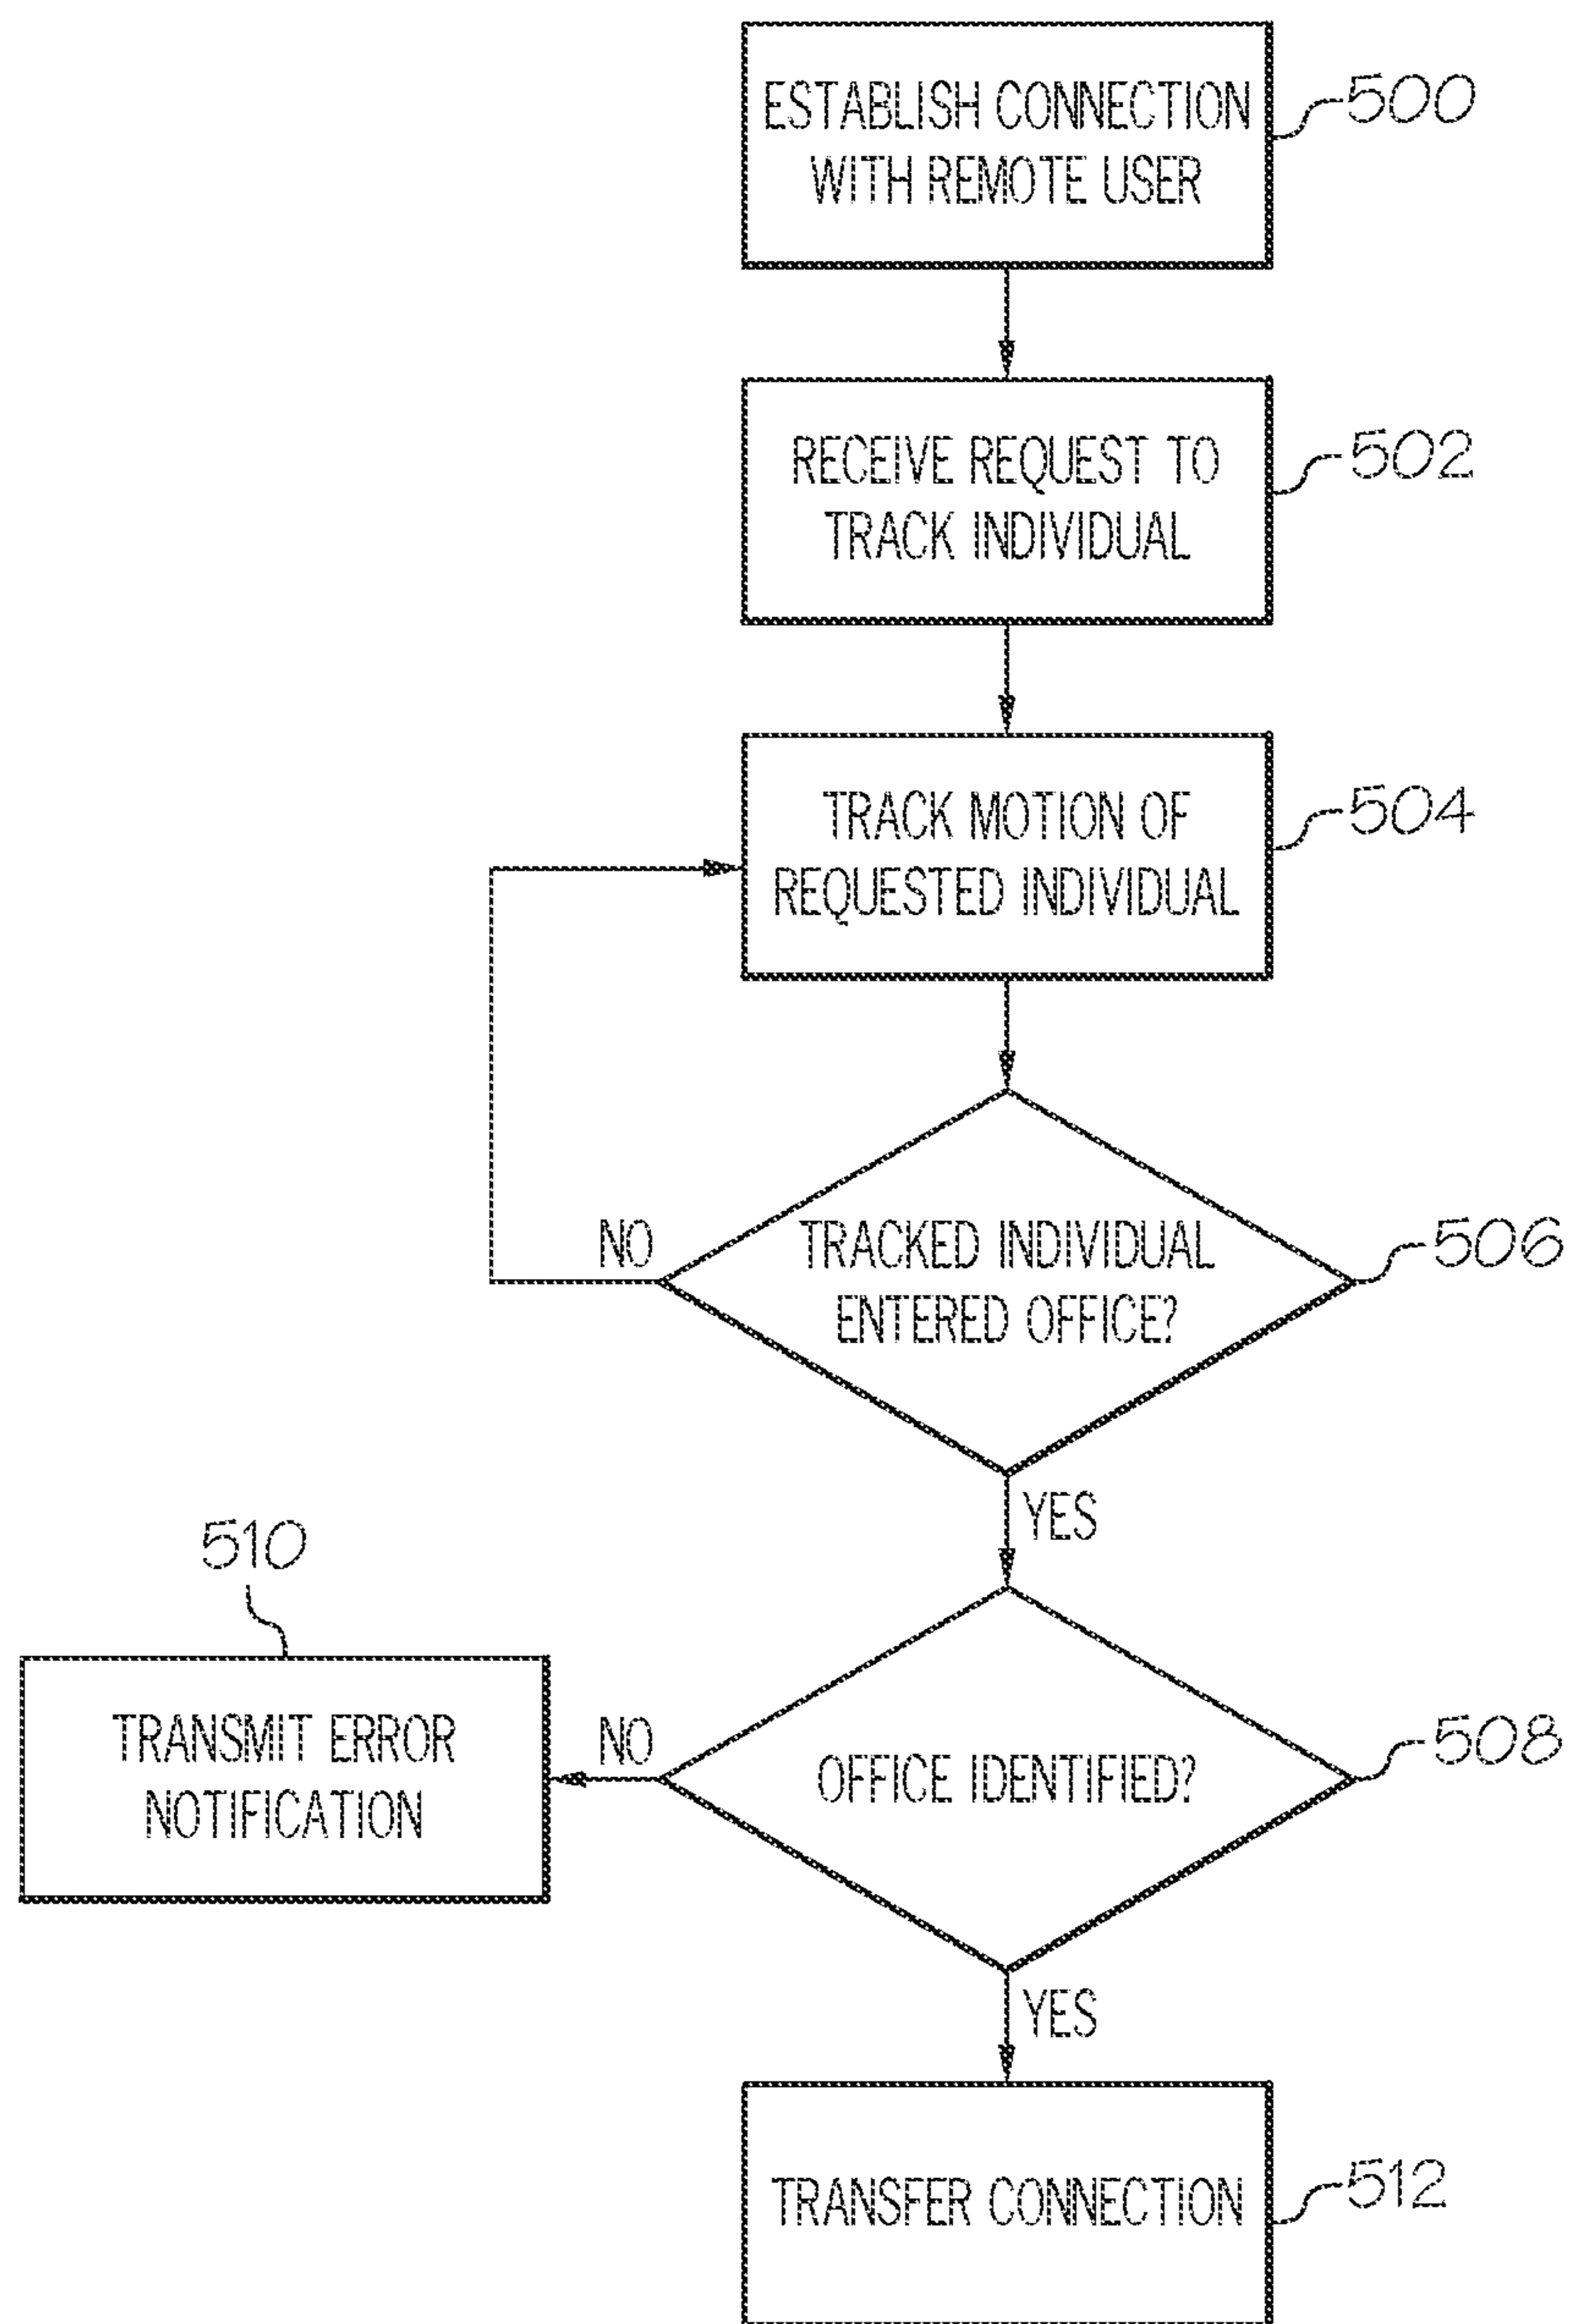 ESTABLISH CONNECTION
WITH REMOTE USER
500
RECEIVE REQUEST TO
TRACK INDIVIDUAL
502
TRACK MOTION OF
REQUESTED INDIVIDUAL
504
TRACKED INDIVIDUAL
ENTERED OFFICE?
506
NO
YES
OFFICE IDENTIFIED?
508
NO
510
TRANSMIT ERROR
NOTIFICATION
YES
TRANSFER CONNECTION
512